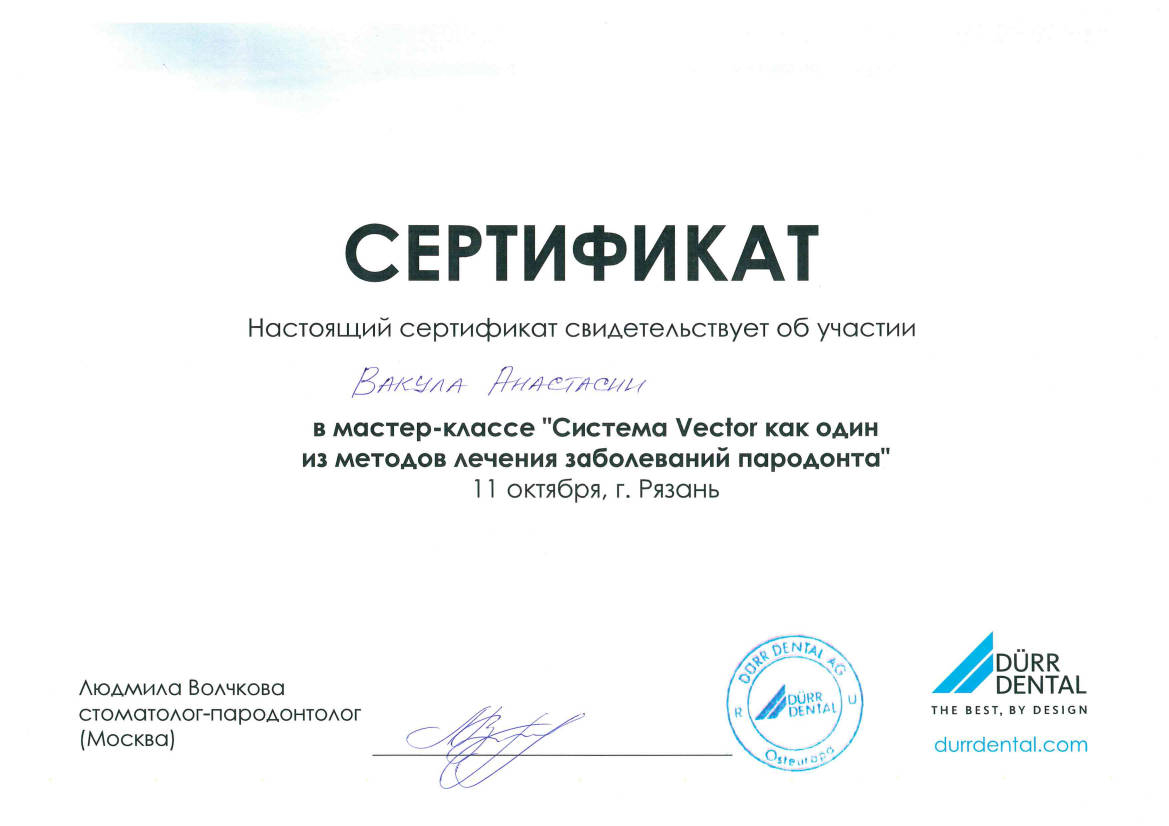 СЕРТИФИКАТ
Настоящий сертификат свидетельствует об участии
Вакула Анастасии
в мастер-классе "Система Vector как один
из методов лечения заболеваний пародонта"
11 октября, г. Рязань
Людмила Волчкова
стоматолог-пародонтолог
(Москва)
DÜRR DENTAL AG
R U
DÜRR
DENTAL
Osteuropa
DÜRR
DENTAL
THE BEST, BY DESIGN
durrdental.com